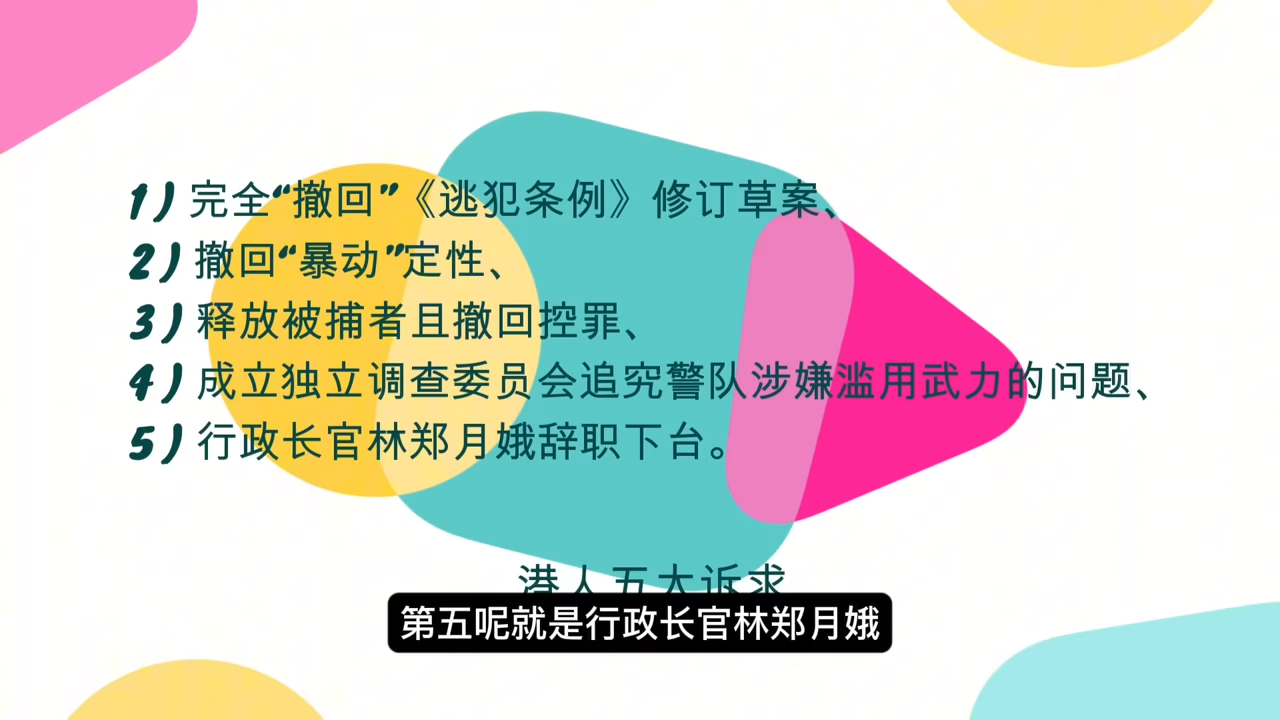 1)完全“撤回”《逃犯条例》修订草案、
2)撤回“暴动”定性、
3)释放被捕者且撤回控罪、
4)成立独立调查委员会追究警队涉嫌滥用武力的问题、
5)行政长官林郑月娥辞职下台。
港人五大诉求
第五呢就是行政长官林郑月娥